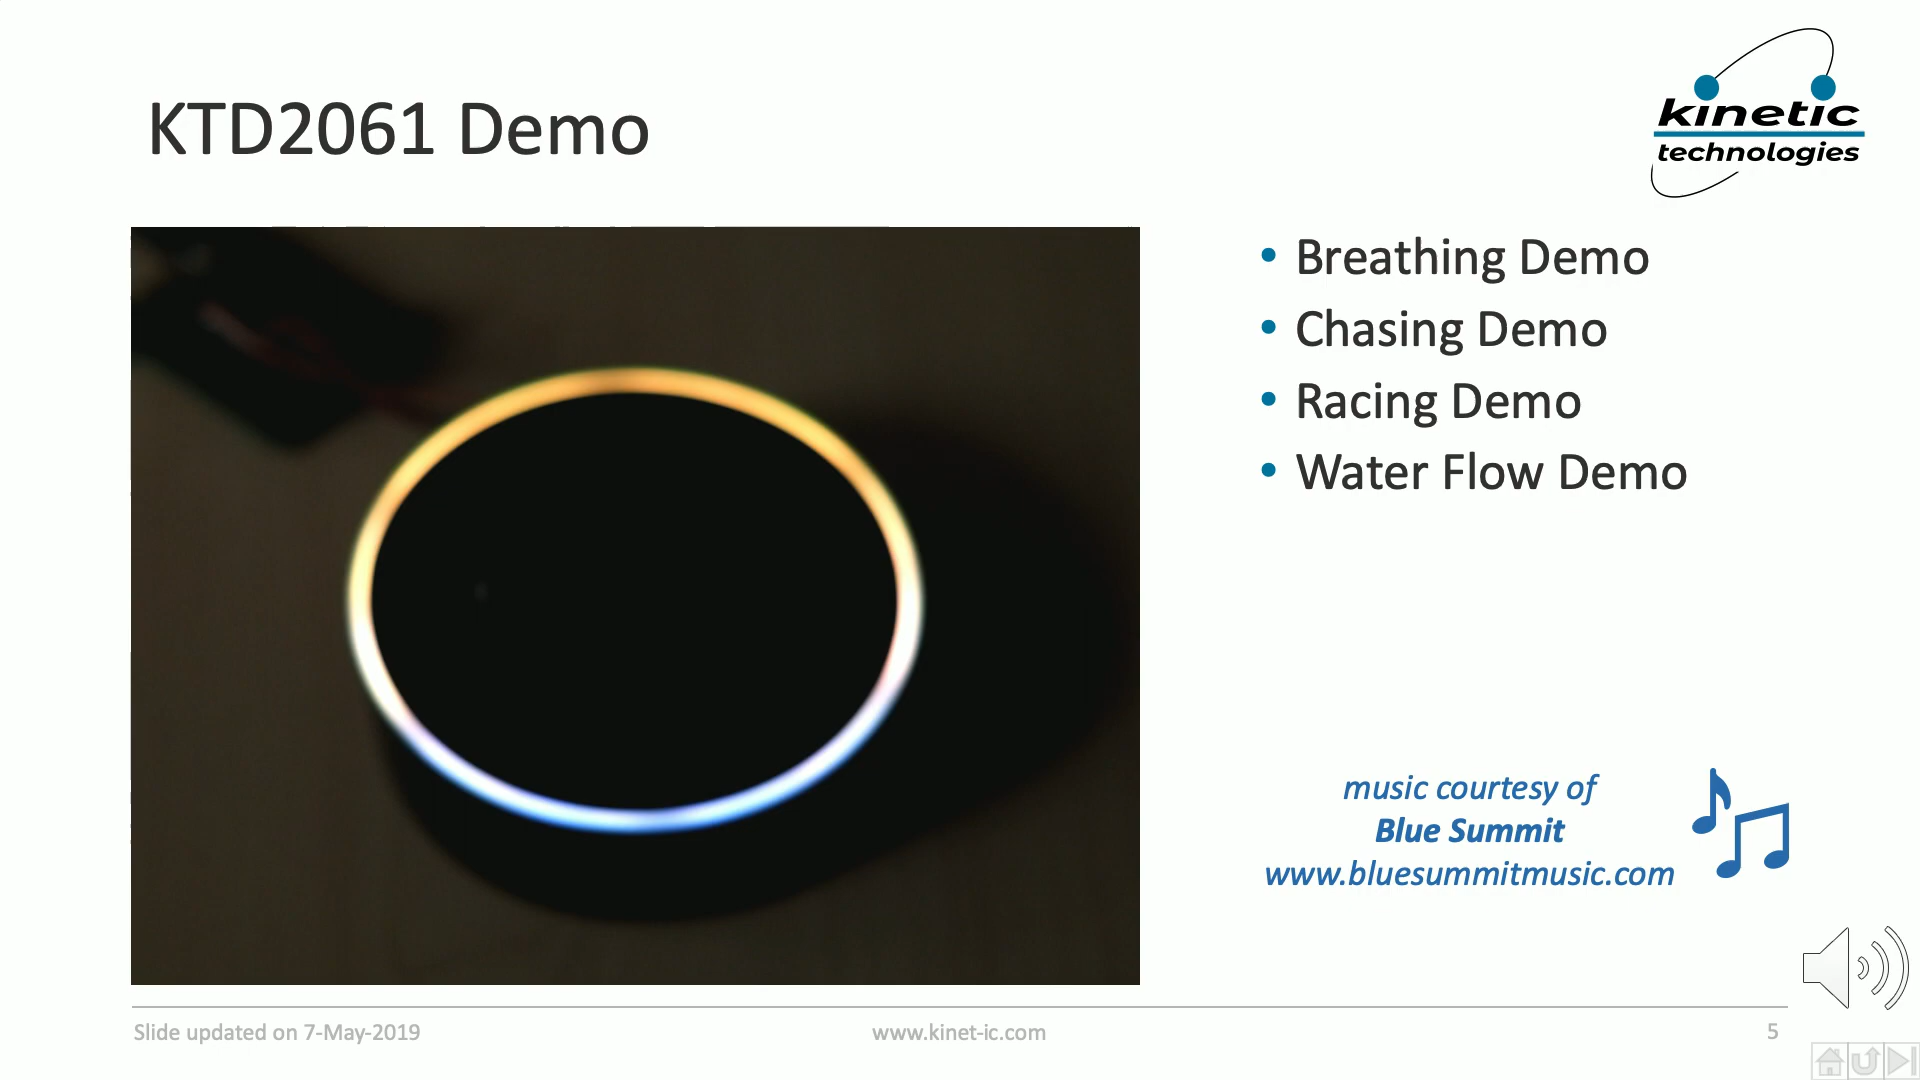 KTD2061 Demo
kinetic
technologies
• Breathing Demo
• Chasing Demo
• Racing Demo
• Water Flow Demo
music courtesy of
Blue Summit
www.bluesummitmusic.com
Slide updated on 7-May-2019
www.kinet-ic.com
5